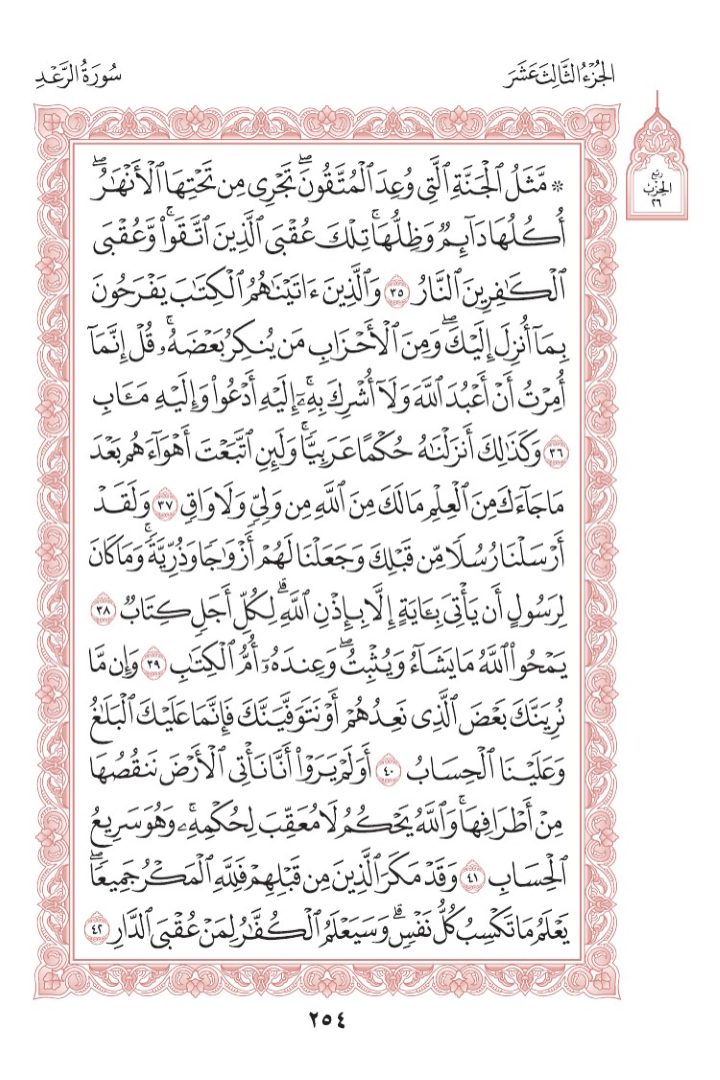 الجُزْءُ الثَّالِثَ عَشَرَ
سُورَةُ الرَّعْدِ
ربع
الحزب
٢٦
۞ مَّثَلُ ٱلْجَنَّةِ ٱلَّتِى وُعِدَ ٱلْمُتَّقُونَۖ تَجْرِى مِن تَحْتِهَا ٱلْأَنْهَٰرُۖ
أُكُلُهَا دَآئِمٌ وَظِلُّهَاۚ تِلْكَ عُقْبَى ٱلَّذِينَ ٱتَّقَوا۟ۚ وَّعُقْبَى
ٱلْكَٰفِرِينَ ٱلنَّارُ ٣٥ وَٱلَّذِينَ ءَاتَيْنَٰهُمُ ٱلْكِتَٰبَ يَفْرَحُونَ
بِمَآ أُنزِلَ إِلَيْكَۖ وَمِنَ ٱلْأَحْزَابِ مَن يُنكِرُ بَعْضَهُۥۚ قُلْ إِنَّمَآ
أُمِرْتُ أَنْ أَعْبُدَ ٱللَّهَ وَلَآ أُشْرِكَ بِهِۦٓۚ إِلَيْهِ أَدْعُوا۟ وَإِلَيْهِ مَـَٔابِ
٣٦ وَكَذَٰلِكَ أَنزَلْنَٰهُ حُكْمًا عَرَبِيًّاۚ وَلَئِنِ ٱتَّبَعْتَ أَهْوَآءَهُم بَعْدَ
مَا جَآءَكَ مِنَ ٱلْعِلْمِ مَا لَكَ مِنَ ٱللَّهِ مِن وَلِىٍّ وَلَا وَاقٍ ٣٧ وَلَقَدْ
أَرْسَلْنَا رُسُلًا مِّن قَبْلِكَ وَجَعَلْنَا لَهُمْ أَزْوَٰجًا وَذُرِّيَّةًۚ وَمَا كَانَ
لِرَسُولٍ أَن يَأْتِىَ بِـَٔايَةٍ إِلَّا بِإِذْنِ ٱللَّهِۗ لِكُلِّ أَجَلٍ كِتَابٌ ٣٨
يَمْحُوا۟ ٱللَّهُ مَا يَشَآءُ وَيُثْبِتُۖ وَعِندَهُۥٓ أُمُّ ٱلْكِتَٰبِ ٣٩ وَإِن مَّا
نُرِيَنَّكَ بَعْضَ ٱلَّذِى نَعِدُهُمْ أَوْ نَتَوَفَّيَنَّكَ فَإِنَّمَا عَلَيْكَ ٱلْبَلَٰغُ
وَعَلَيْنَا ٱلْحِسَابُ ٤٠ أَوَلَمْ يَرَوْا۟ أَنَّا نَأْتِى ٱلْأَرْضَ نَنقُصُهَا
مِنْ أَطْرَافِهَاۚ وَٱللَّهُ يَحْكُمُ لَا مُعَقِّبَ لِحُكْمِهِۦۚ وَهُوَ سَرِيعُ
ٱلْحِسَابِ ٤١ وَقَدْ مَكَرَ ٱلَّذِينَ مِن قَبْلِهِمْ فَلِلَّهِ ٱلْمَكْرُ جَمِيعًاۖ
يَعْلَمُ مَا تَكْسِبُ كُلُّ نَفْسٍۗ وَسَيَعْلَمُ ٱلْكُفَّٰرُ لِمَنْ عُقْبَى ٱلدَّارِ ٤٢
٢٥٤